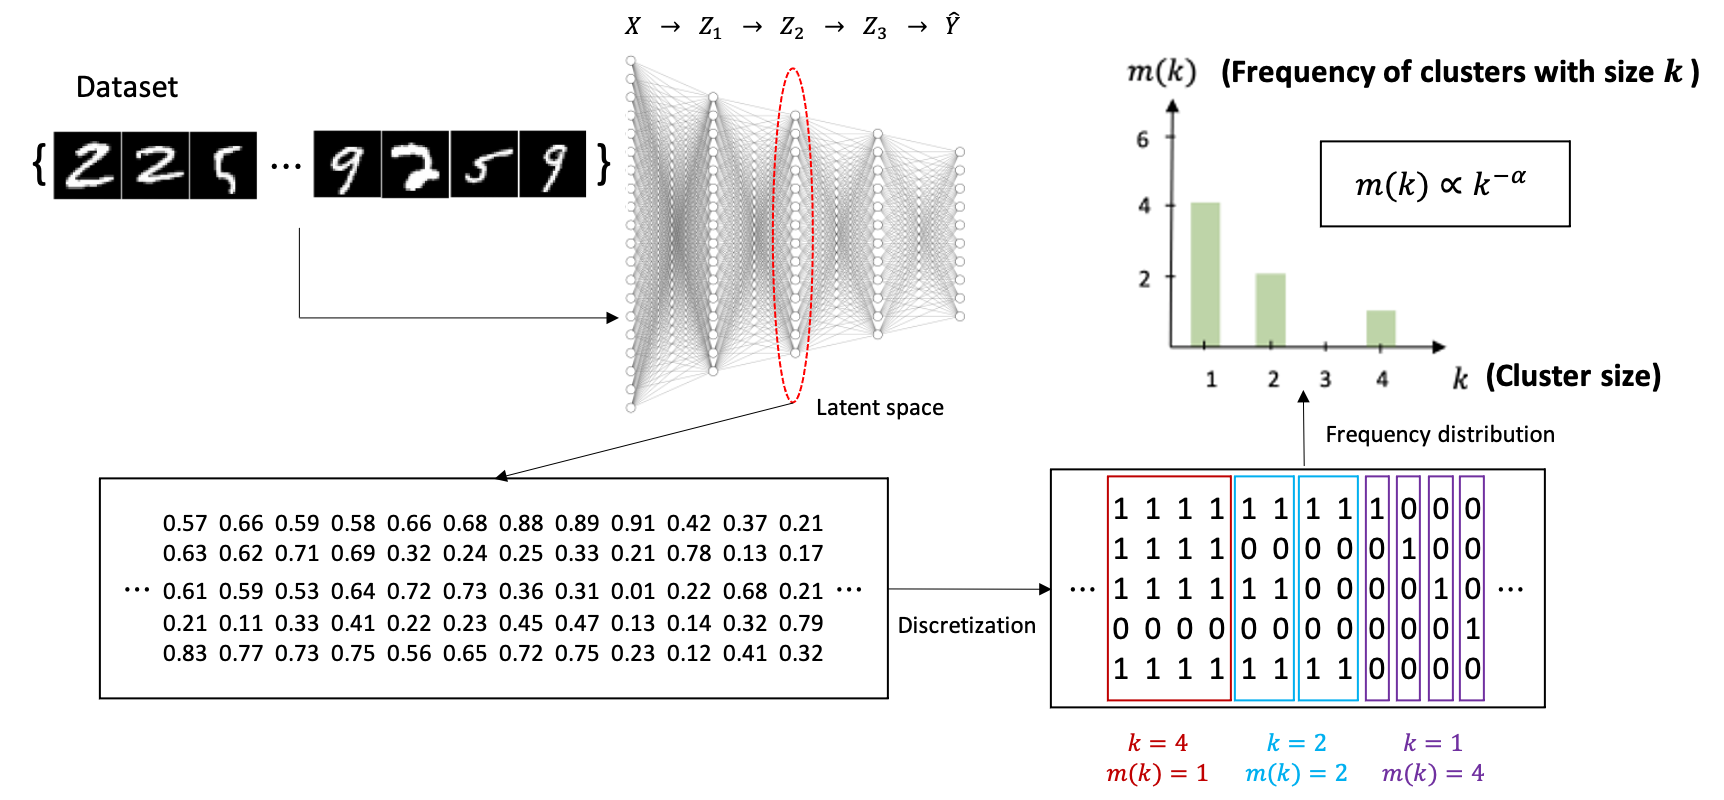 X → Z₁ → Z₂ → Z₃ → Ŷ
Dataset
{ 2 2 5 ⋯ 9 2 5 9 }
m(k) (Frequency of clusters with size k )
6
4
2
m(k) ∝ k^{-α}
1 2 3 4
k (Cluster size)
Latent space
Frequency distribution
0.57 0.66 0.59 0.58 0.66 0.68 0.88 0.89 0.91 0.42 0.37 0.21
0.63 0.62 0.71 0.69 0.32 0.24 0.25 0.33 0.21 0.78 0.13 0.17
⋯ 0.61 0.59 0.53 0.64 0.72 0.73 0.36 0.31 0.01 0.22 0.68 0.21 ⋯
0.21 0.11 0.33 0.41 0.22 0.23 0.45 0.47 0.13 0.14 0.32 0.79
0.83 0.77 0.73 0.75 0.56 0.65 0.72 0.75 0.23 0.12 0.41 0.32
Discretization
1 1 1 1 1 1 1 1 1 0 0 0
1 1 1 1 0 0 0 0 0 1 0 0
⋯ 1 1 1 1 1 1 0 0 0 0 1 0 ⋯
0 0 0 0 0 0 0 0 0 0 0 1
1 1 1 1 1 1 1 1 0 0 0 0
k = 4
m(k) = 1
k = 2
m(k) = 2
k = 1
m(k) = 4